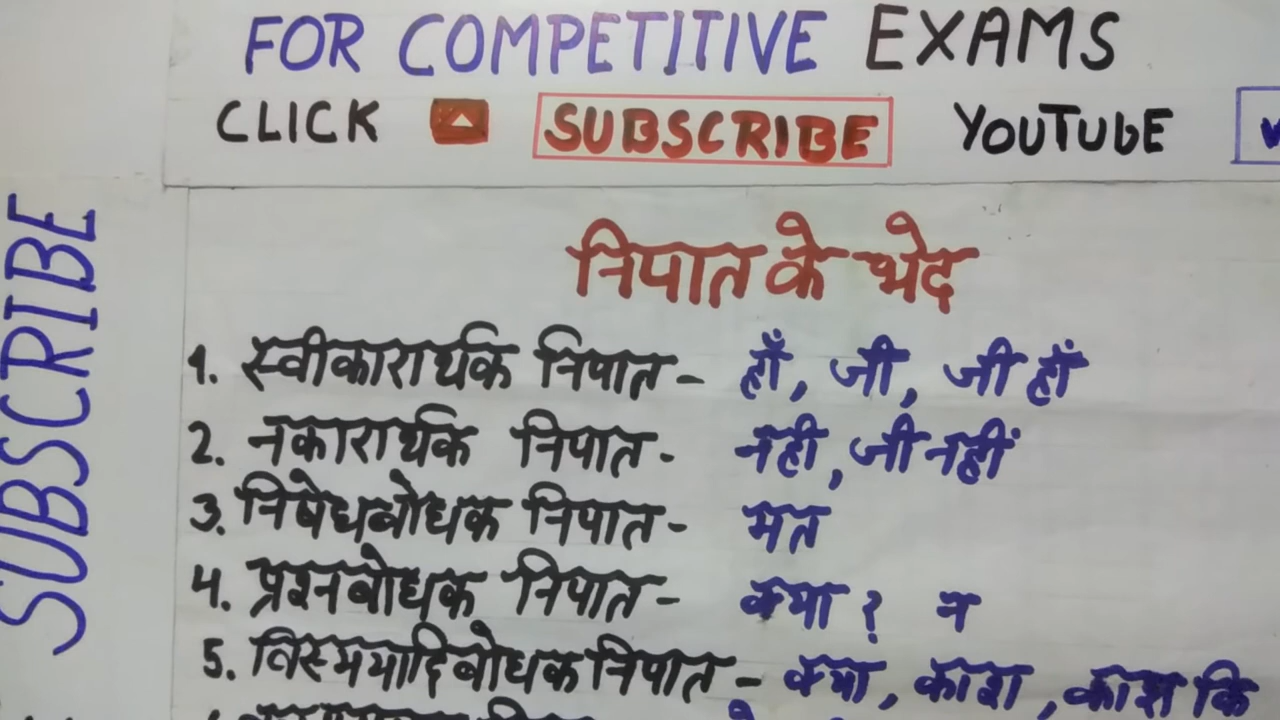 FOR COMPETITIVE EXAMS
CLICK SUBSCRIBE YOUTUBE
SUBSCRIBE
निपात के भेद
1. स्वीकारार्थक निपात - हाँ, जी, जी हाँ
2. नकारार्थक निपात - नही, जी नहीं
3. निषेधबोधक निपात - मत
4. प्रश्नबोधक निपात - क्या ? न
5. विस्मयादिबोधक निपात - क्या, काश, काश कि